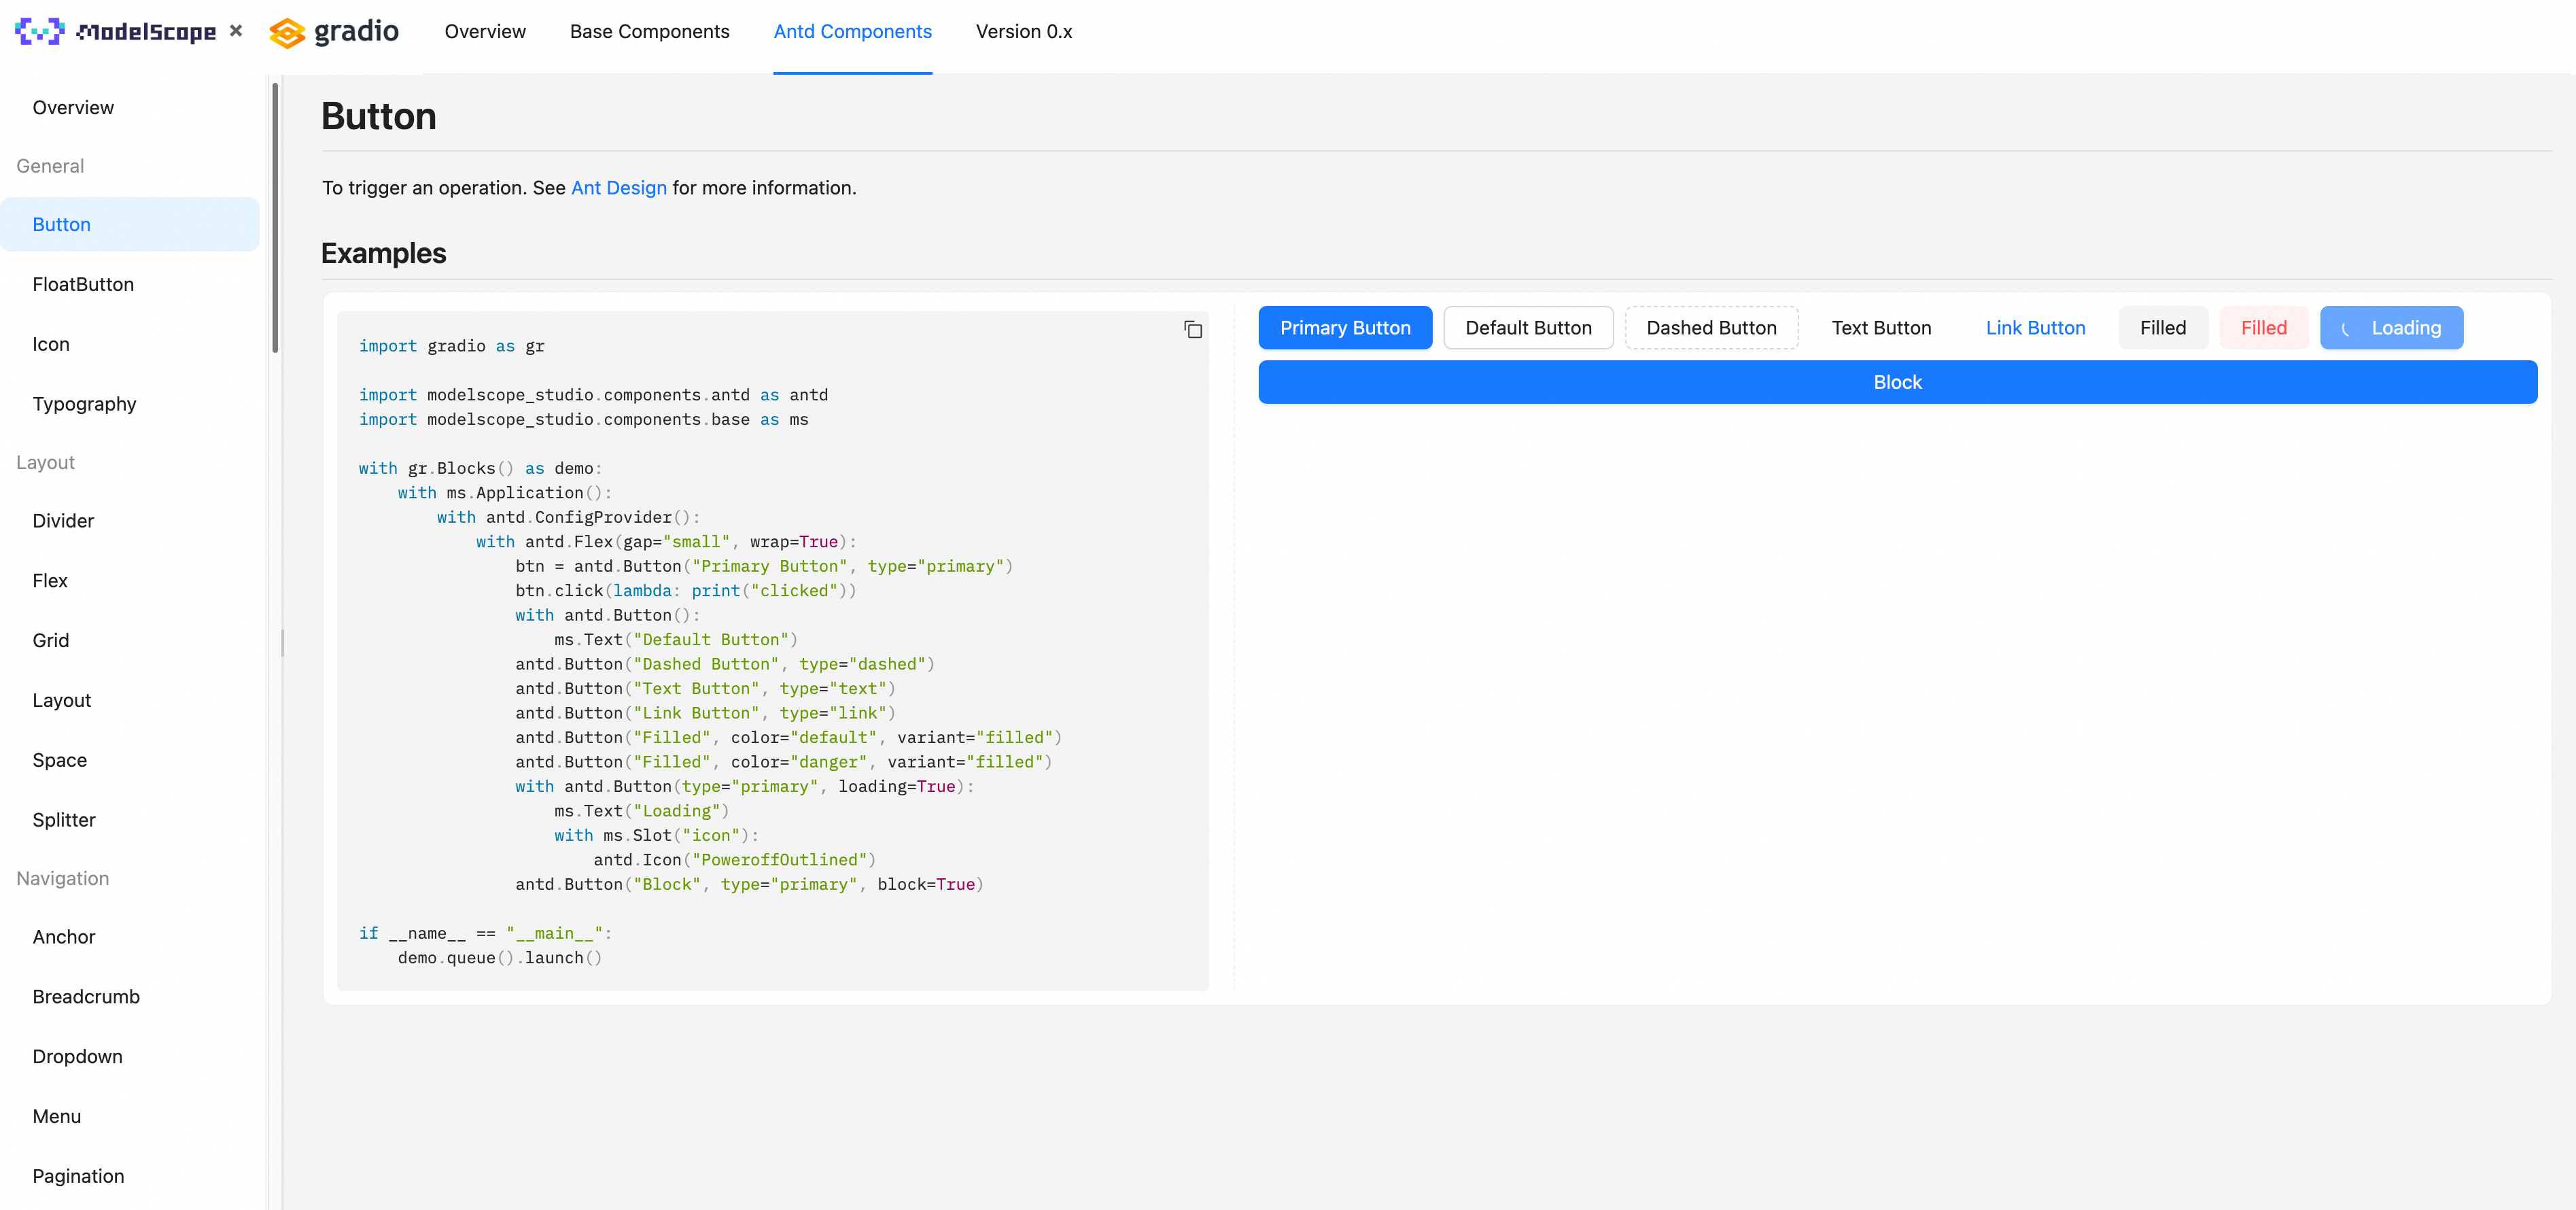 ModelScope × gradio
Overview Base Components Antd Components Version 0.x
Overview
General
Button
FloatButton
Icon
Typography
Layout
Divider
Flex
Grid
Layout
Space
Splitter
Navigation
Anchor
Breadcrumb
Dropdown
Menu
Pagination
Button
To trigger an operation. See Ant Design for more information.
Examples
import gradio as gr
import modelscope_studio.components.antd as antd
import modelscope_studio.components.base as ms
with gr.Blocks() as demo:
    with ms.Application():
        with antd.ConfigProvider():
            with antd.Flex(gap="small", wrap=True):
                btn = antd.Button("Primary Button", type="primary")
                btn.click(lambda: print("clicked"))
                with antd.Button():
                    ms.Text("Default Button")
                antd.Button("Dashed Button", type="dashed")
                antd.Button("Text Button", type="text")
                antd.Button("Link Button", type="link")
                antd.Button("Filled", color="default", variant="filled")
                antd.Button("Filled", color="danger", variant="filled")
                with antd.Button(type="primary", loading=True):
                    ms.Text("Loading")
                    with ms.Slot("icon"):
                        antd.Icon("PoweroffOutlined")
                antd.Button("Block", type="primary", block=True)
if __name__ == "__main__":
    demo.queue().launch()
Primary Button Default Button Dashed Button Text Button Link Button Filled Filled Loading
Block